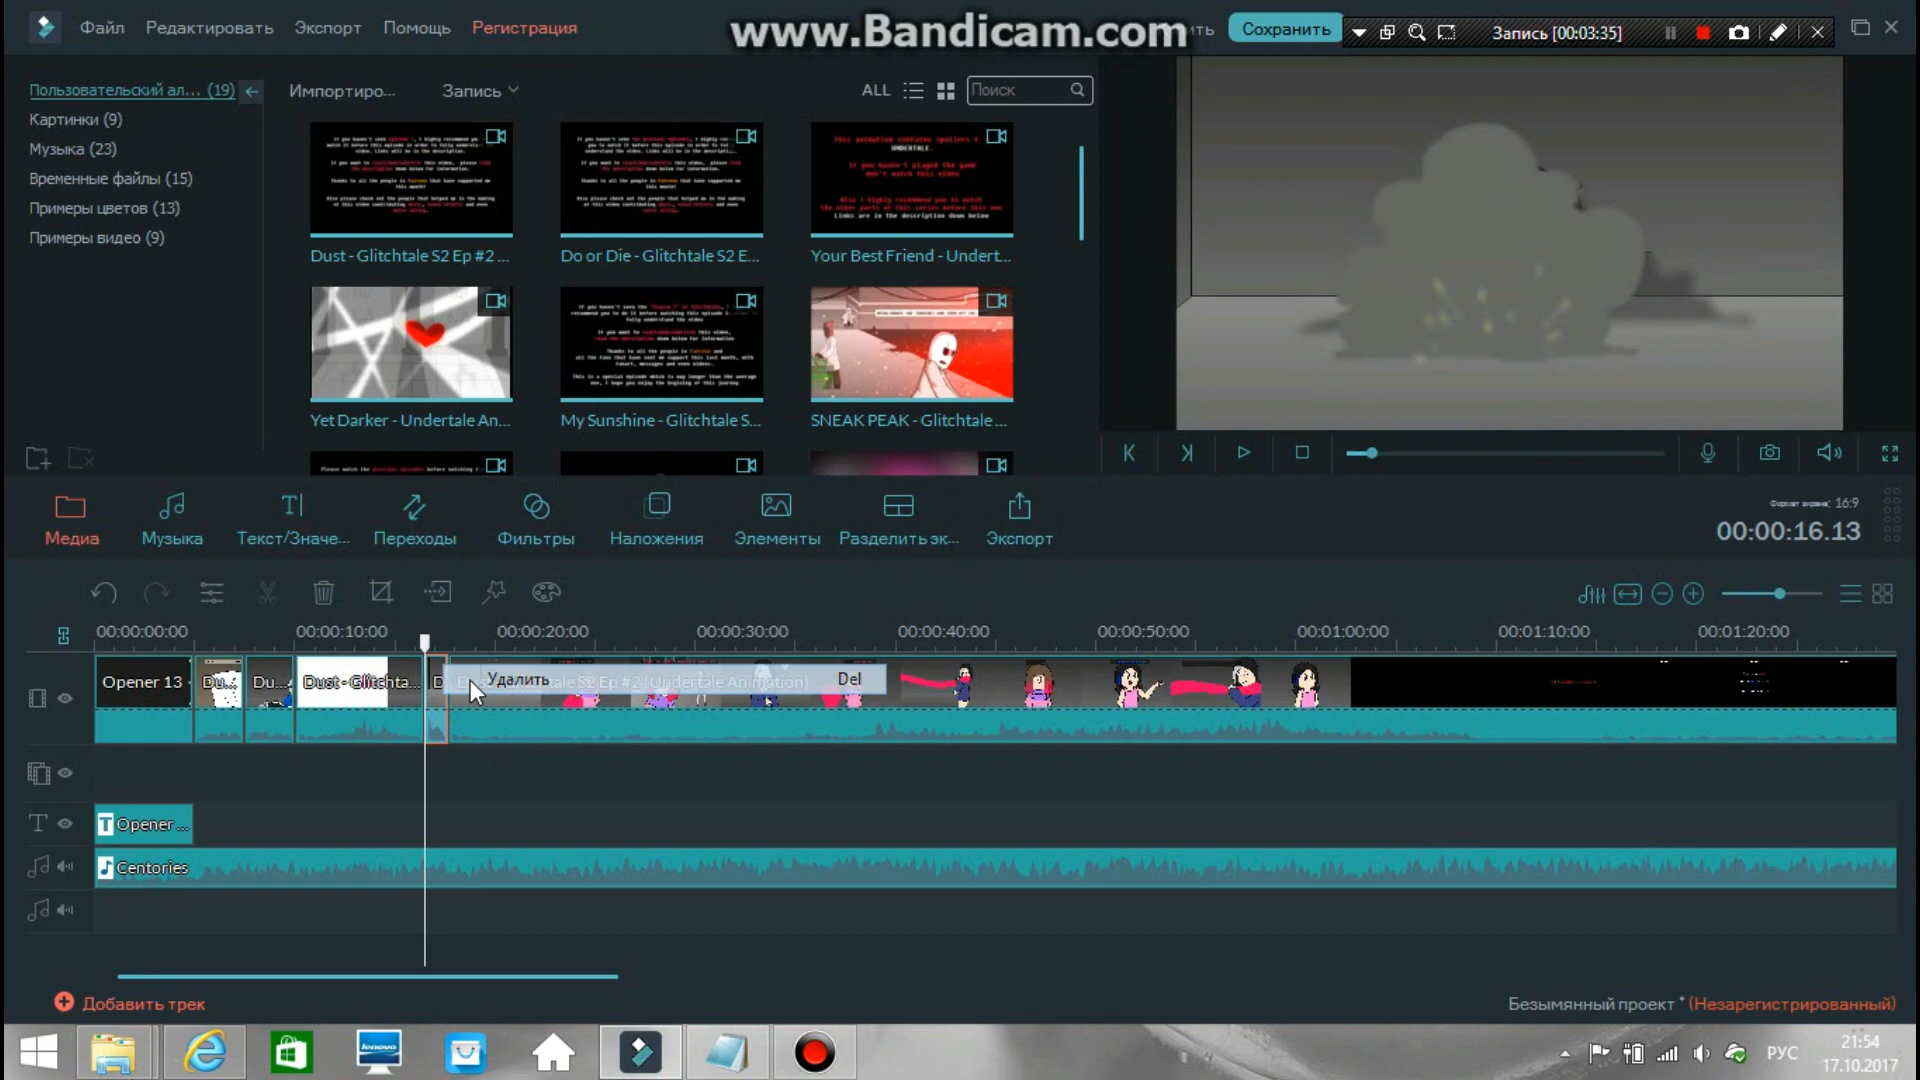 Файл Редактировать Экспорт Помощь Регистрация
www.Bandicam.com
Сохранить
Запись [00:03:35]
Пользовательский ал... (19)
Картинки (9)
Музыка (23)
Временные файлы (15)
Примеры цветов (13)
Примеры видео (9)
Импортиро... Запись ALL Поиск
Dust - Glitchtale S2 Ep #2 ...
Do or Die - Glitchtale S2 E...
Your Best Friend - Undert...
Yet Darker - Undertale An...
My Sunshine - Glitchtale S...
SNEAK PEAK - Glitchtale ...
Медиа Музыка Текст/Значе... Переходы Фильтры Наложения Элементы Разделить эк... Экспорт
16:9
00:00:16.13
00:00:00:00 00:00:10:00 00:00:20:00 00:00:30:00 00:00:40:00 00:00:50:00 00:01:00:00 00:01:10:00 00:01:20:00
Opener 13 Du... Du... Dust - Glitchta... D
Удалить Del
tale S2 Ep #2 (Undertale Animation)
Opener ...
Centories
Добавить трек
Безымянный проект * (Незарегистрированный)
lenovo
РУС
21:54
17.10.2017